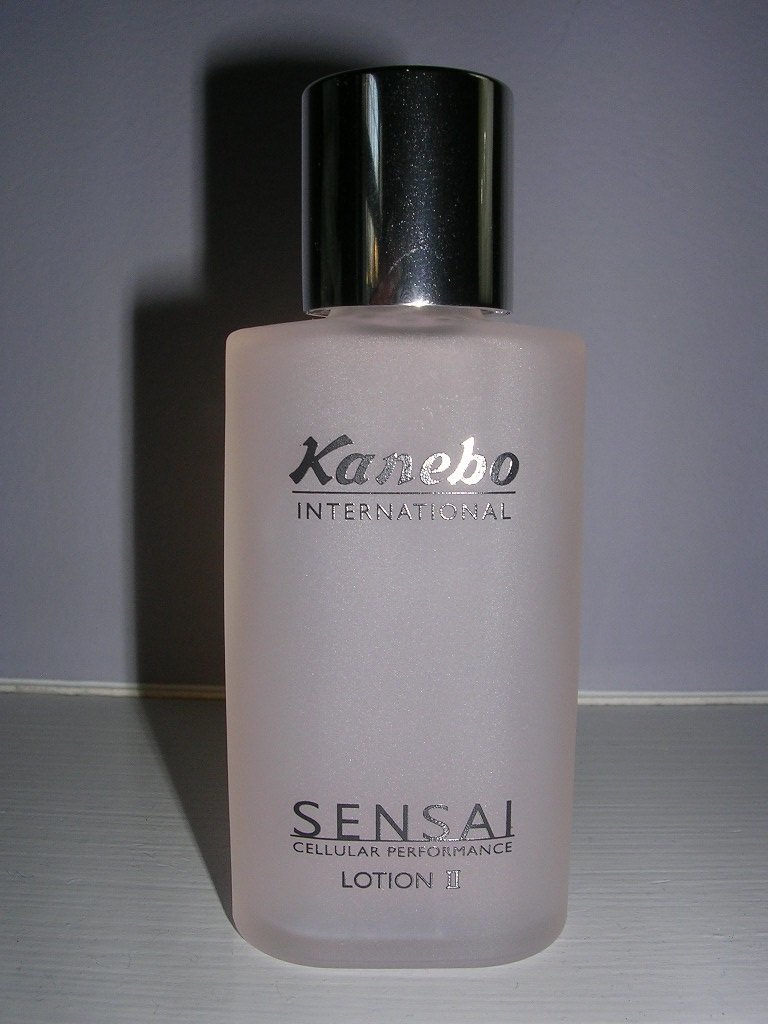 Kanebo
INTERNATIONAL
SENSAI
CELLULAR PERFORMANCE
LOTION II